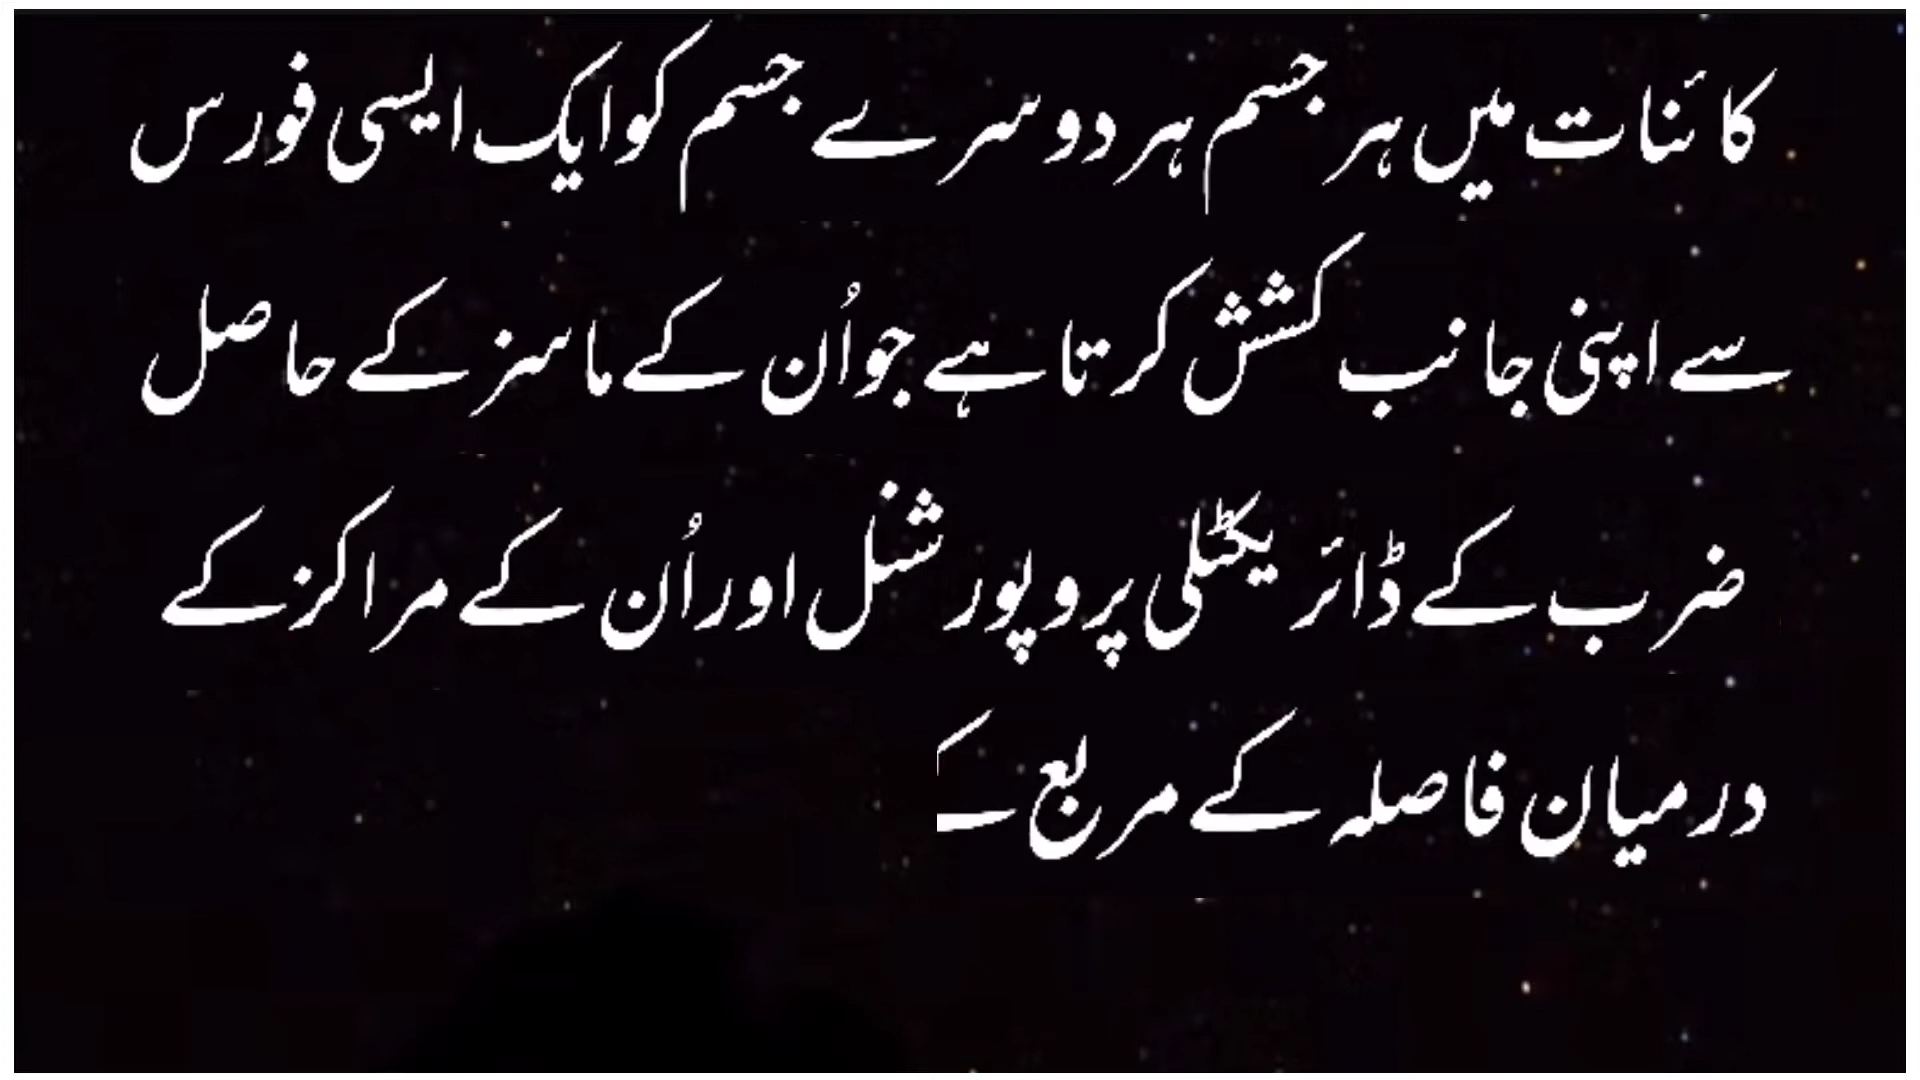 کائنات میں ہر جسم ہر دوسرے جسم کو ایک ایسی فورس
سے اپنی جانب کشش کرتا ہے جو اُن کے ماسز کے حاصل
ضرب کے ڈائریکٹلی پروپورشنل اور اُن کے مراکز کے
درمیان فاصلہ کے مربع